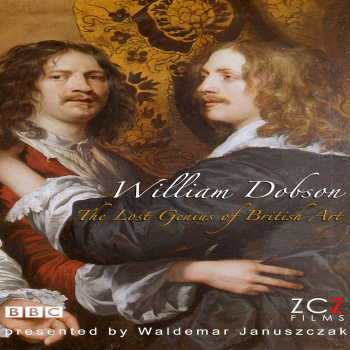 William Dobson
The Lost Genius of British Art
BBC
ZCZ
FILMS
presented by Waldemar Januszczak